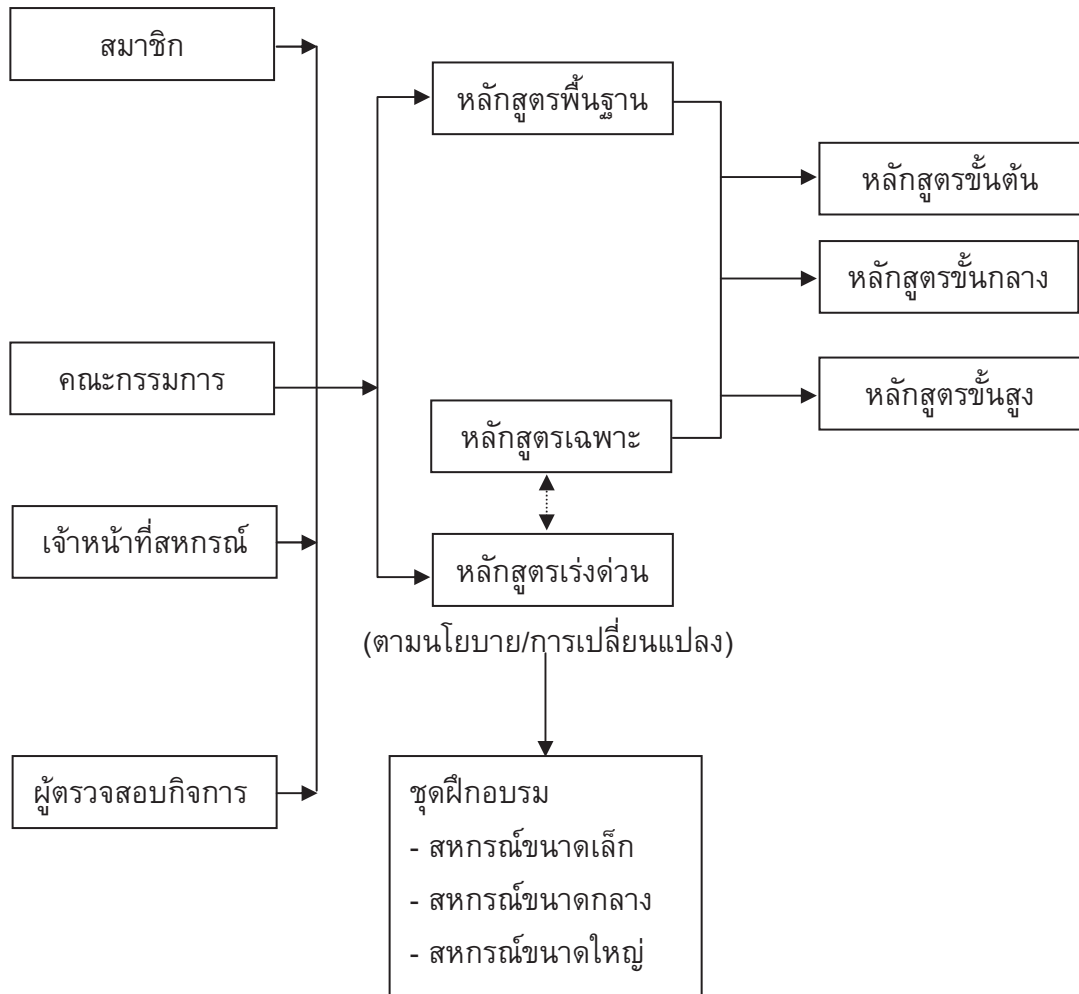 สมาชิก
หลักสูตรพื้นฐาน
หลักสูตรขั้นต้น
หลักสูตรขั้นกลาง
คณะกรรมการ
หลักสูตรขั้นสูง
หลักสูตรเฉพาะ
เจ้าหน้าที่สหกรณ์
หลักสูตรเร่งด่วน
(ตามนโยบาย/การเปลี่ยนแปลง)
ผู้ตรวจสอบกิจการ
ชุดฝึกอบรม
- สหกรณ์ขนาดเล็ก
- สหกรณ์ขนาดกลาง
- สหกรณ์ขนาดใหญ่